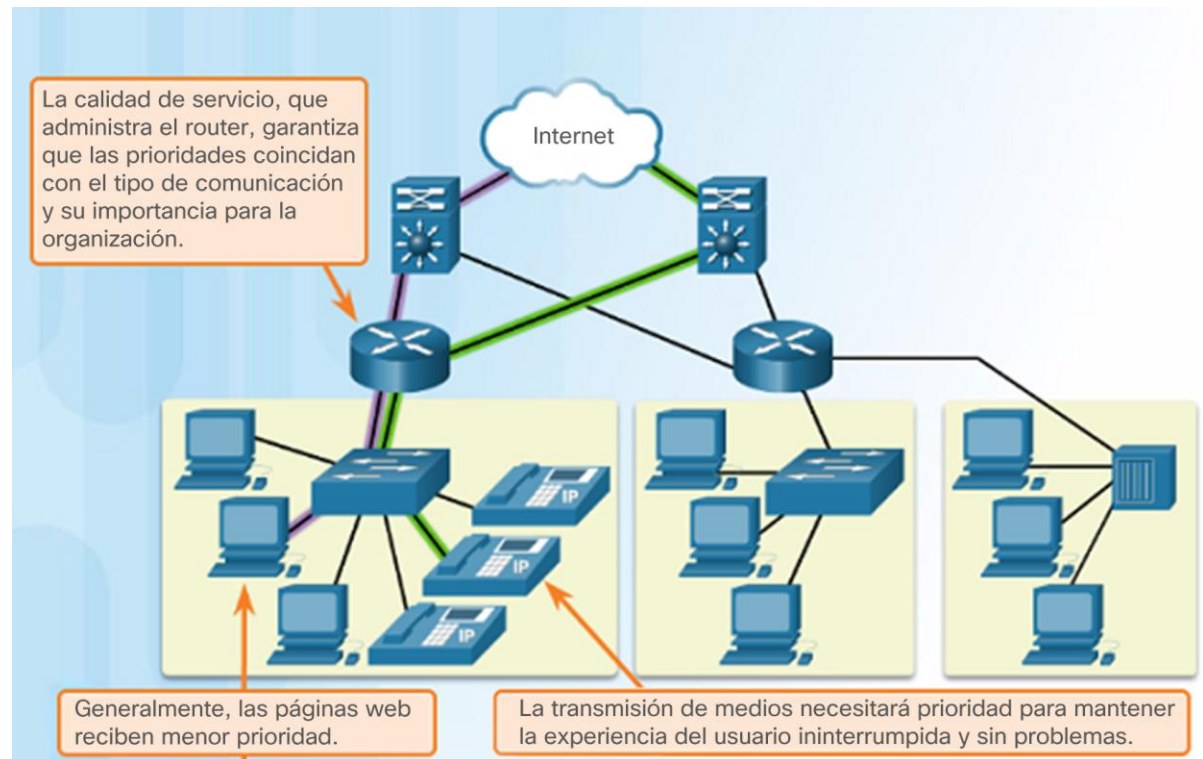 La calidad de servicio, que
administra el router, garantiza
que las prioridades coincidan
con el tipo de comunicación
y su importancia para la
organización.
Internet
IP
IP
IP
Generalmente, las páginas web
reciben menor prioridad.
La transmisión de medios necesitará prioridad para mantener
la experiencia del usuario ininterrumpida y sin problemas.